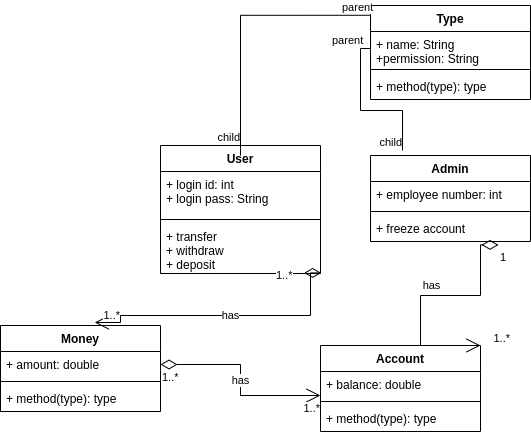 parent
Type
+ name: String
+permission: String
+ method(type): type
parent
child
child
User
+ login id: int
+ login pass: String
+ transfer
+ withdraw
+ deposit
Admin
+ employee number: int
+ freeze account
1..*
1
has
1..*
has
1..*
Money
+ amount: double
+ method(type): type
1..*
has
1..*
Account
+ balance: double
+ method(type): type